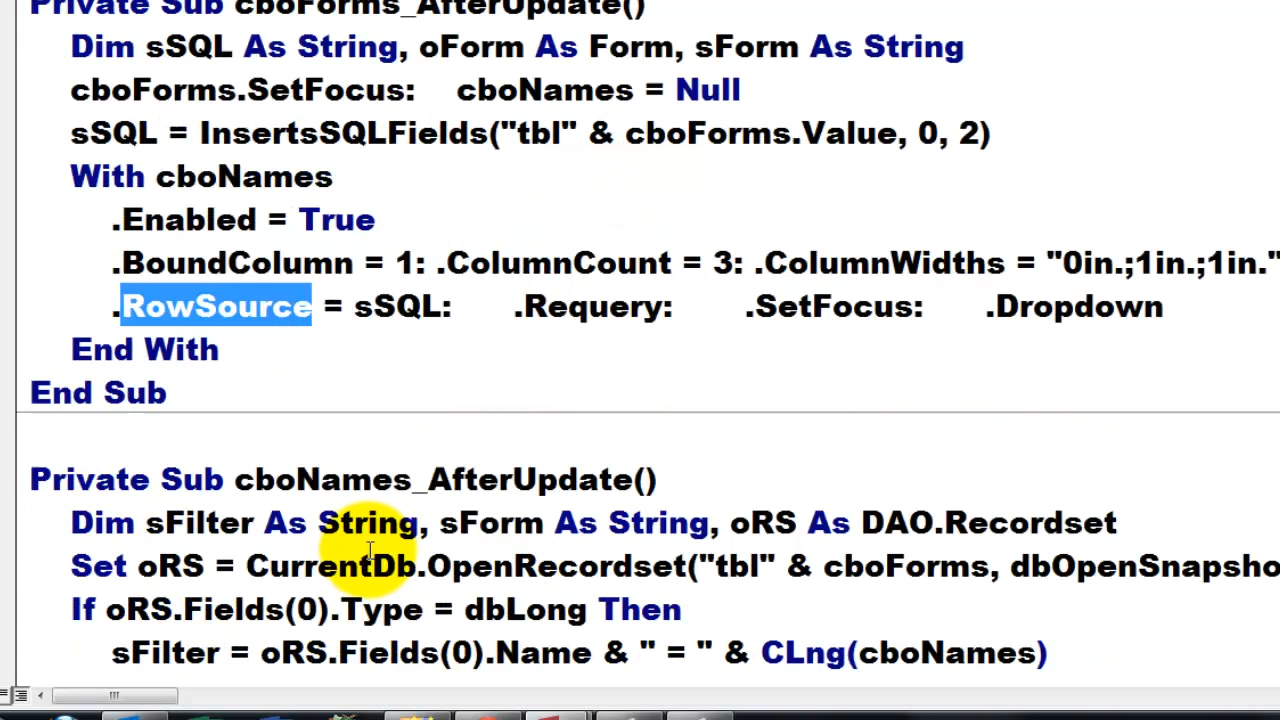 Private Sub cboForms_AfterUpdate()
Dim sSQL As String, oForm As Form, sForm As String
cboForms.SetFocus: cboNames = Null
sSQL = InsertsSQLFields("tbl" & cboForms.Value, 0, 2)
With cboNames
.Enabled = True
.BoundColumn = 1: .ColumnCount = 3: .ColumnWidths = "0in.;1in.;1in."
.RowSource = sSQL: .Requery: .SetFocus: .Dropdown
End With
End Sub
Private Sub cboNames_AfterUpdate()
Dim sFilter As String, sForm As String, oRS As DAO.Recordset
Set oRS = CurrentDb.OpenRecordset("tbl" & cboForms, dbOpenSnapsho
If oRS.Fields(0).Type = dbLong Then
sFilter = oRS.Fields(0).Name & " = " & CLng(cboNames)